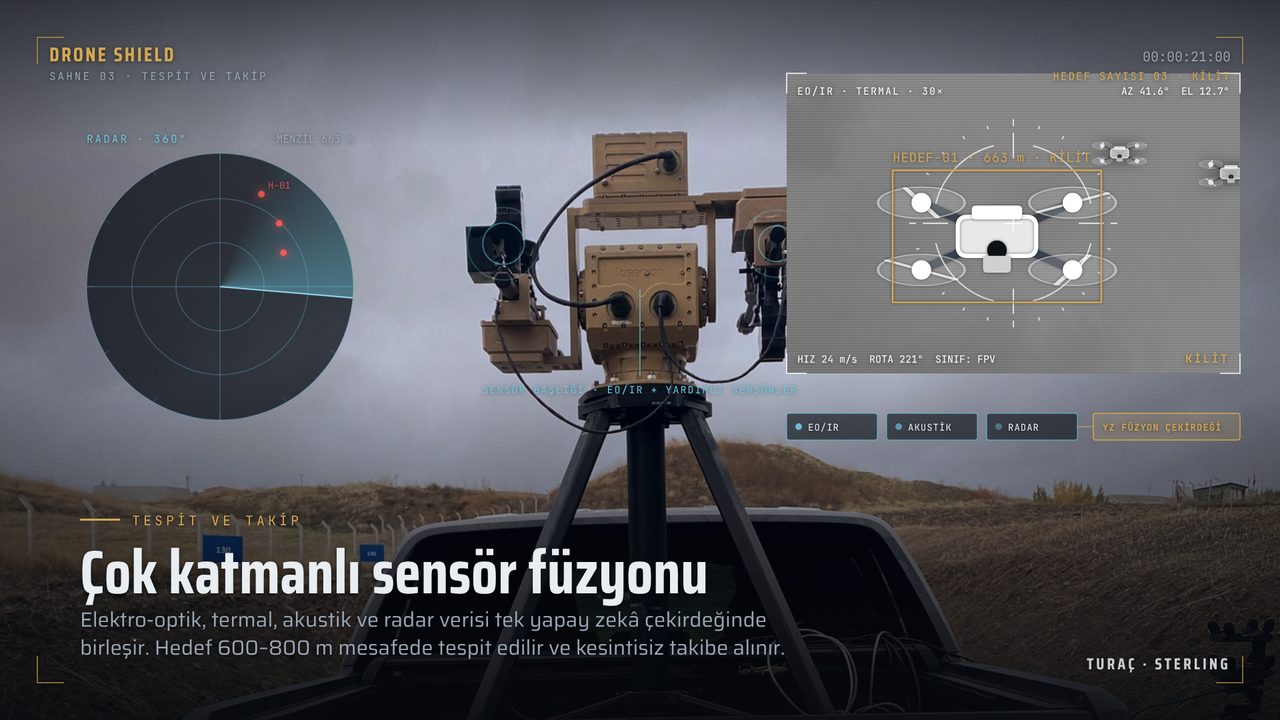 DRONE SHIELD
SAHNE 03 · TESPİT VE TAKİP
00:00:21:00
HEDEF SAYISI 03 · KİLİT
RADAR · 360°
MENZİL 663 m
H-01
EO/IR · TERMAL · 30×
AZ 41.6° EL 12.7°
HEDEF-01 · 663 m · KİLİT
HIZ 24 m/s ROTA 221° SINIF: FPV
KİLİT
SENSÖR BAŞLIĞI · EO/IR + YARDIMCI SENSÖRLER
EO/IR
AKUSTİK
RADAR
YZ FÜZYON ÇEKİRDEĞİ
TESPİT VE TAKİP
130
Çok katmanlı sensör füzyonu
Elektro-optik, termal, akustik ve radar verisi tek yapay zekâ çekirdeğinde
birleşir. Hedef 600–800 m mesafede tespit edilir ve kesintisiz takibe alınır.
TURAÇ · STERLING